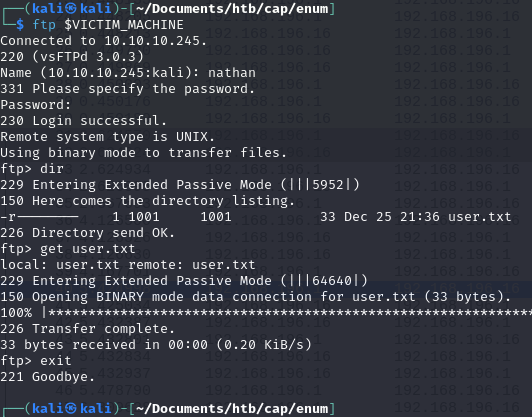 ┌──(kali㉿kali)-[~/Documents/htb/cap/enum]
└─$ ftp $VICTIM_MACHINE
Connected to 10.10.10.245.
220 (vsFTPd 3.0.3)
Name (10.10.10.245:kali): nathan
331 Please specify the password.
Password:
230 Login successful.
Remote system type is UNIX.
Using binary mode to transfer files.
ftp> dir
229 Entering Extended Passive Mode (|||5952|)
150 Here comes the directory listing.
-r-------- 1 1001 1001 33 Dec 25 21:36 user.txt
226 Directory send OK.
ftp> get user.txt
local: user.txt remote: user.txt
229 Entering Extended Passive Mode (|||64640|)
150 Opening BINARY mode data connection for user.txt (33 bytes).
100% |***********************************************************
226 Transfer complete.
33 bytes received in 00:00 (0.20 KiB/s)
ftp> exit
221 Goodbye.
┌──(kali㉿kali)-[~/Documents/htb/cap/enum]